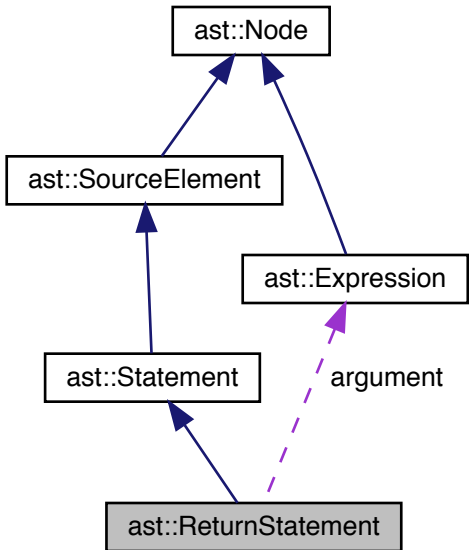 ast::Node
ast::SourceElement
ast::Expression
ast::Statement
argument
ast::ReturnStatement